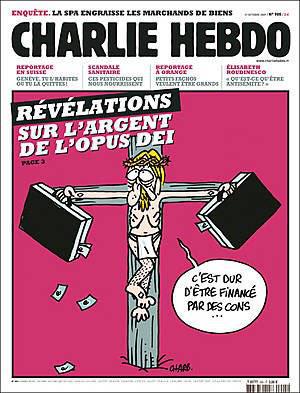 ENQUÊTE. LA SPA ENGRAISSE LES MARCHANDS DE BIENS
CHARLIE HEBDO
REPORTAGE
EN SUISSE
GENÈVE, TU L'HABITES
OU TU LA QUITTES!
SCANDALE
SANITAIRE
CES PESTICIDES QUI
NOUS NOURRISSENT
REPORTAGE
À ORANGE
PETITS FACHOS
VEULENT ÊTRE GRANDS
ÉLISABETH
ROUDINESCO
« QU'EST-CE QU'ÊTRE
ANTISÉMITE? »
RÉVÉLATIONS
SUR L'ARGENT
DE L'OPUS DEI
PAGE 3
C'EST DUR
D'ÊTRE FINANCÉ
PAR DES CONS
...
CHARB.